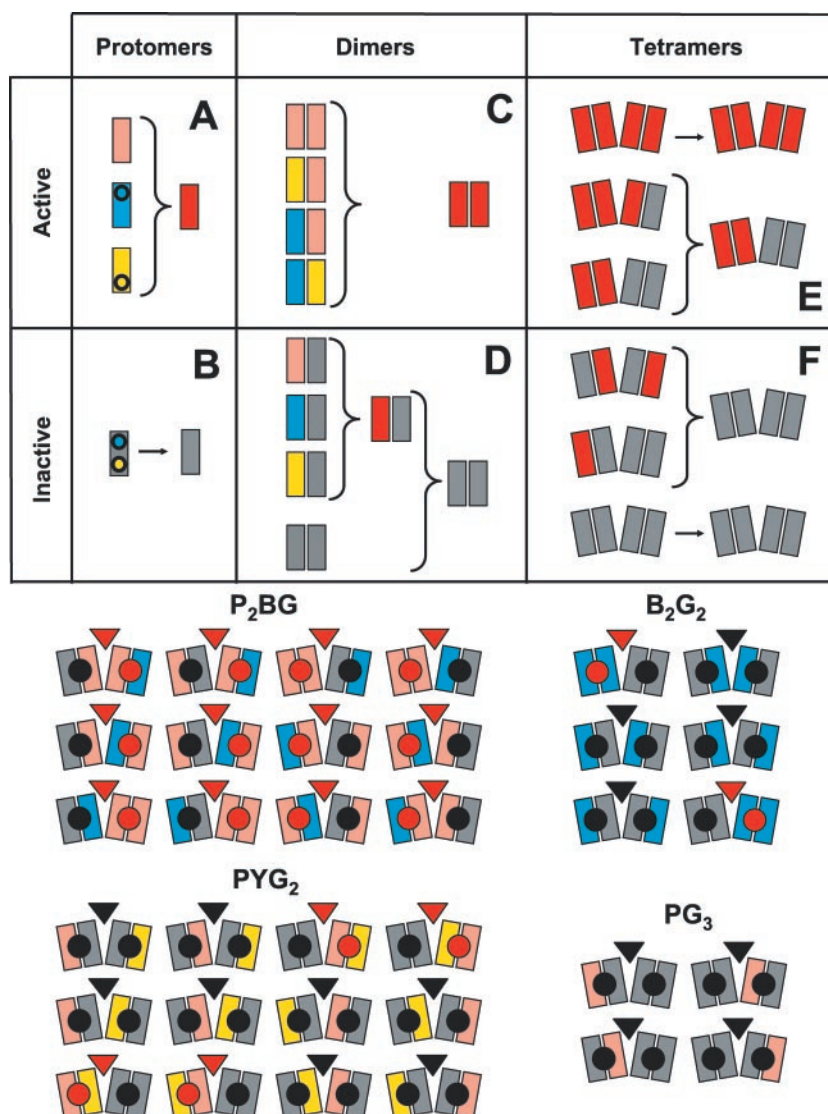 Protomers Dimers Tetramers
Active
A
C
E
Inactive
B
D
F
P₂BG
B₂G₂
PYG₂
PG₃